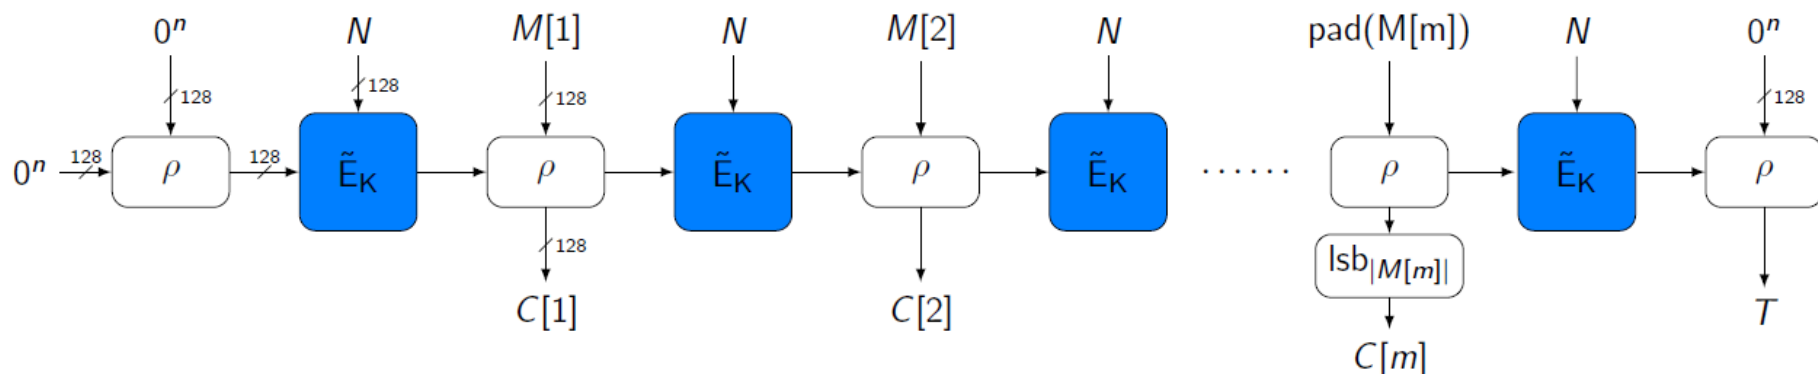 0ⁿ N M[1] N M[2] N pad(M[m]) N 0ⁿ
128 128 128 128
0ⁿ 128 ρ 128 Ẽ_K ρ Ẽ_K ρ Ẽ_K ...... ρ Ẽ_K ρ
128 lsb_|M[m]|
C[1] C[2] T
C[m]